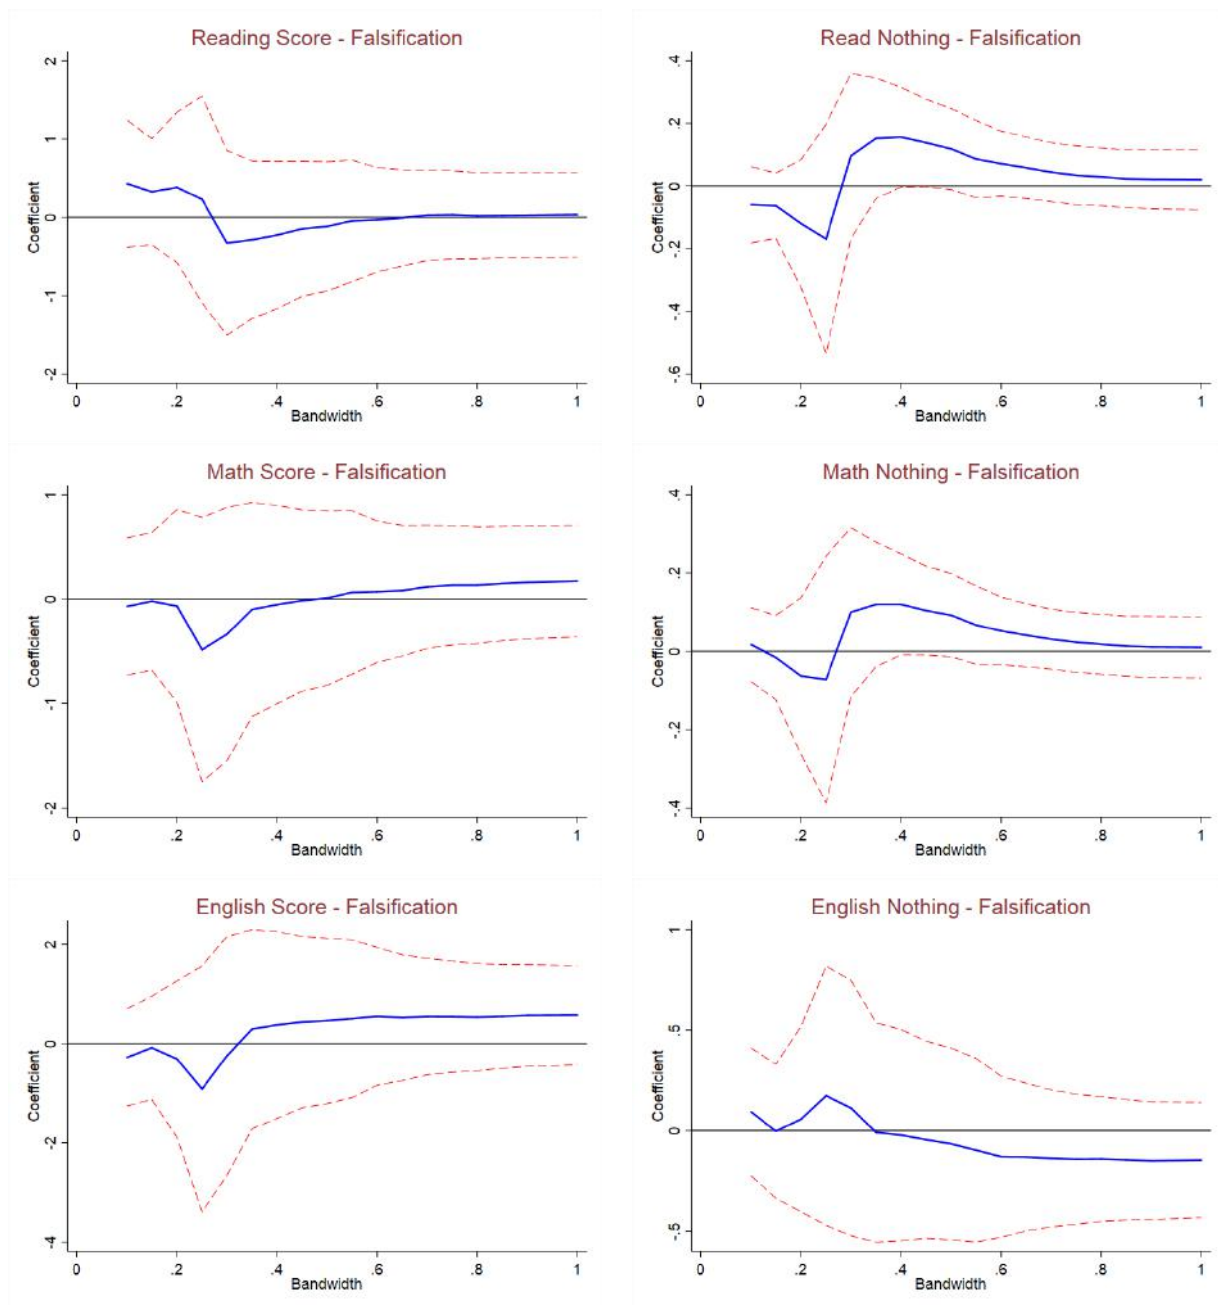 Reading Score - Falsification
2
1
0
-1
-2
Coefficient
0 .2 .4 .6 .8 1
Bandwidth
Read Nothing - Falsification
.4
.2
0
-.2
-.4
-.6
Coefficient
0 .2 .4 .6 .8 1
Bandwidth
Math Score - Falsification
1
0
-1
-2
Coefficient
0 .2 .4 .6 .8 1
Bandwidth
Math Nothing - Falsification
.4
.2
0
-.2
-.4
Coefficient
0 .2 .4 .6 .8 1
Bandwidth
English Score - Falsification
2
0
-2
-4
Coefficient
0 .2 .4 .6 .8 1
Bandwidth
English Nothing - Falsification
1
.5
0
-.5
Coefficient
0 .2 .4 .6 .8 1
Bandwidth